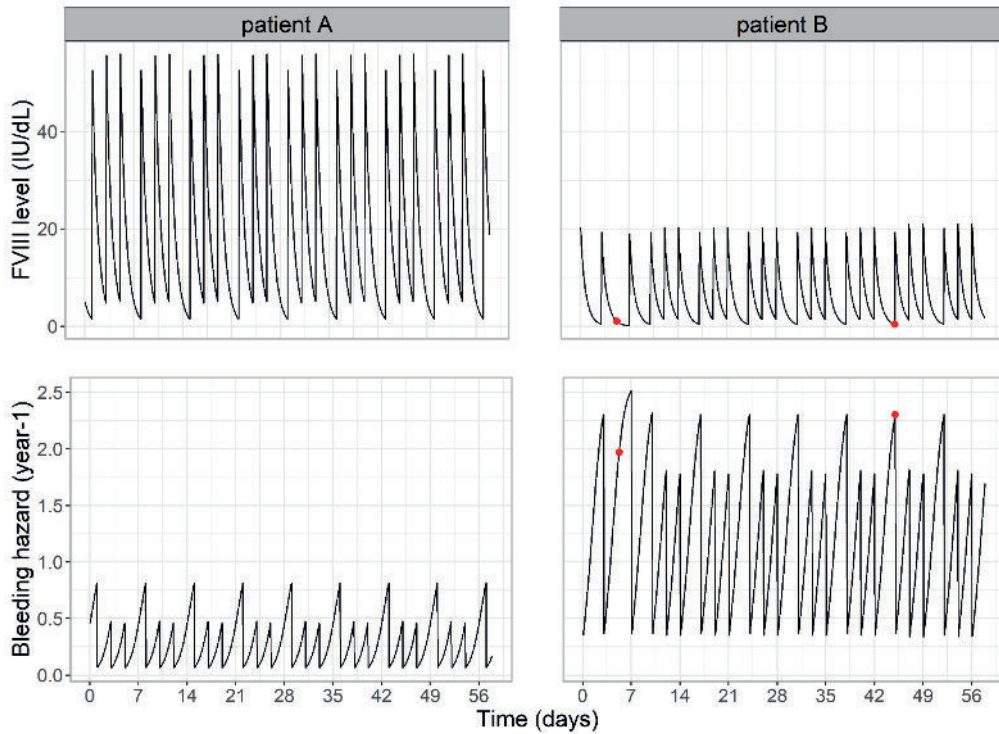 patient A
patient B
FVIII level (IU/dL)
40
20
0
Bleeding hazard (year-1)
2.5
2.0
1.5
1.0
0.5
0.0
0 7 14 21 28 35 42 49 56
0 7 14 21 28 35 42 49 56
Time (days)